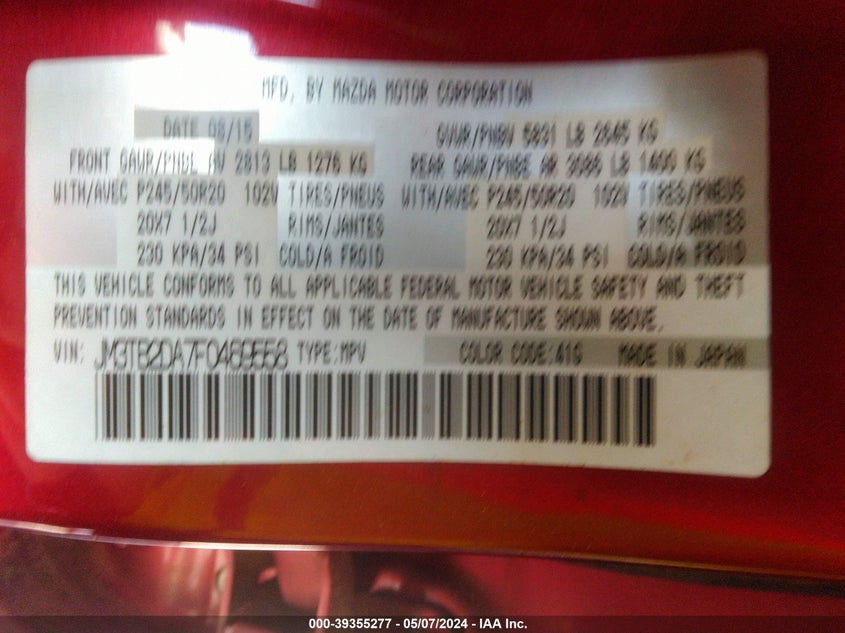 MFD. BY MAZDA MOTOR CORPORATION
DATE 08/15 GVWR/PNBV 5831 LB 2645 KG
FRONT GAWR/PNBE AV 2813 LB 1276 KG REAR GAWR/PNBE AR 3086 LB 1400 KG
WITH/AVEC P245/50R20 102V TIRES/PNEUS WITH/AVEC P245/50R20 102V TIRES/PNEUS
20X7 1/2J RIMS/JANTES 20X7 1/2J RIMS/JANTES
230 KPA/34 PSI COLD/A FROID 230 KPA/34 PSI COLD/A FROID
THIS VEHICLE CONFORMS TO ALL APPLICABLE FEDERAL MOTOR VEHICLE SAFETY AND THEFT
PREVENTION STANDARDS IN EFFECT ON THE DATE OF MANUFACTURE SHOWN ABOVE.
VIN: TYPE:MPV COLOR CODE:41G MADE IN JAPAN
000-39355277 - 05/07/2024 - IAA Inc.